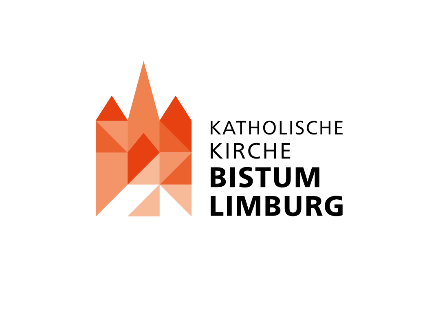 KATHOLISCHE
KIRCHE
BISTUM
LIMBURG